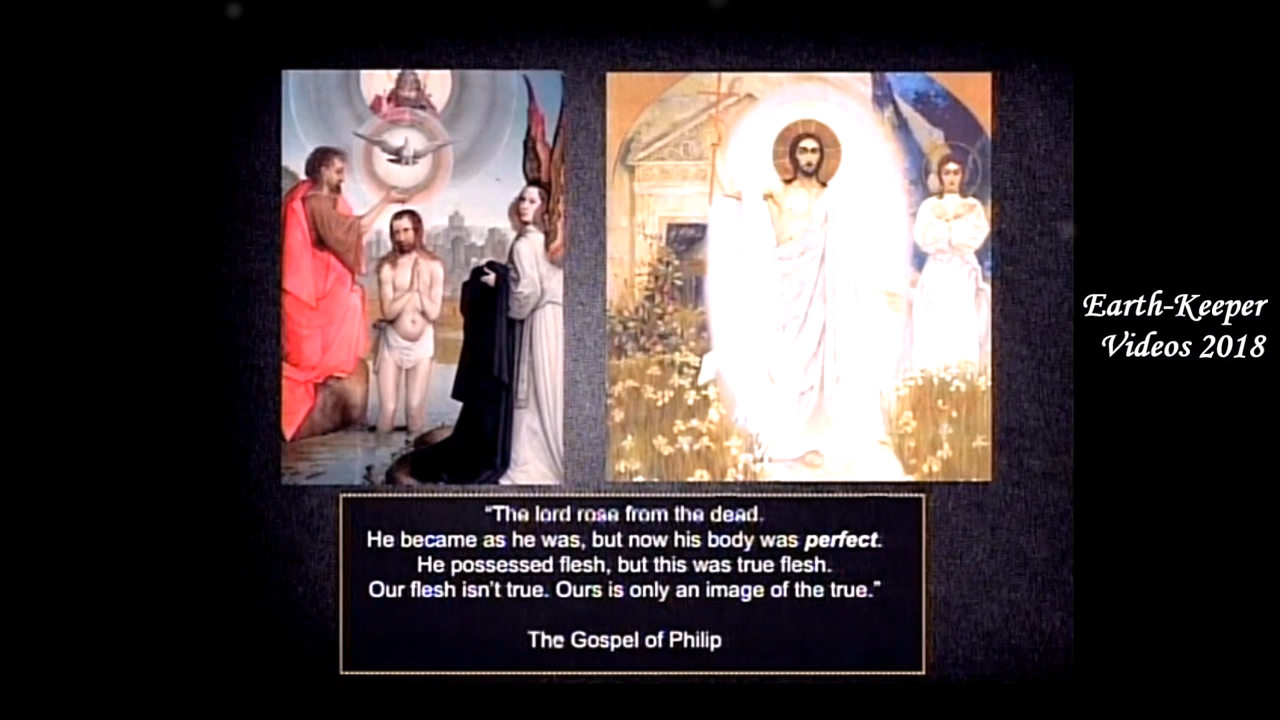 Earth-Keeper
Videos 2018
"The lord rose from the dead.
He became as he was, but now his body was perfect.
He possessed flesh, but this was true flesh.
Our flesh isn't true. Ours is only an image of the true."
The Gospel of Philip